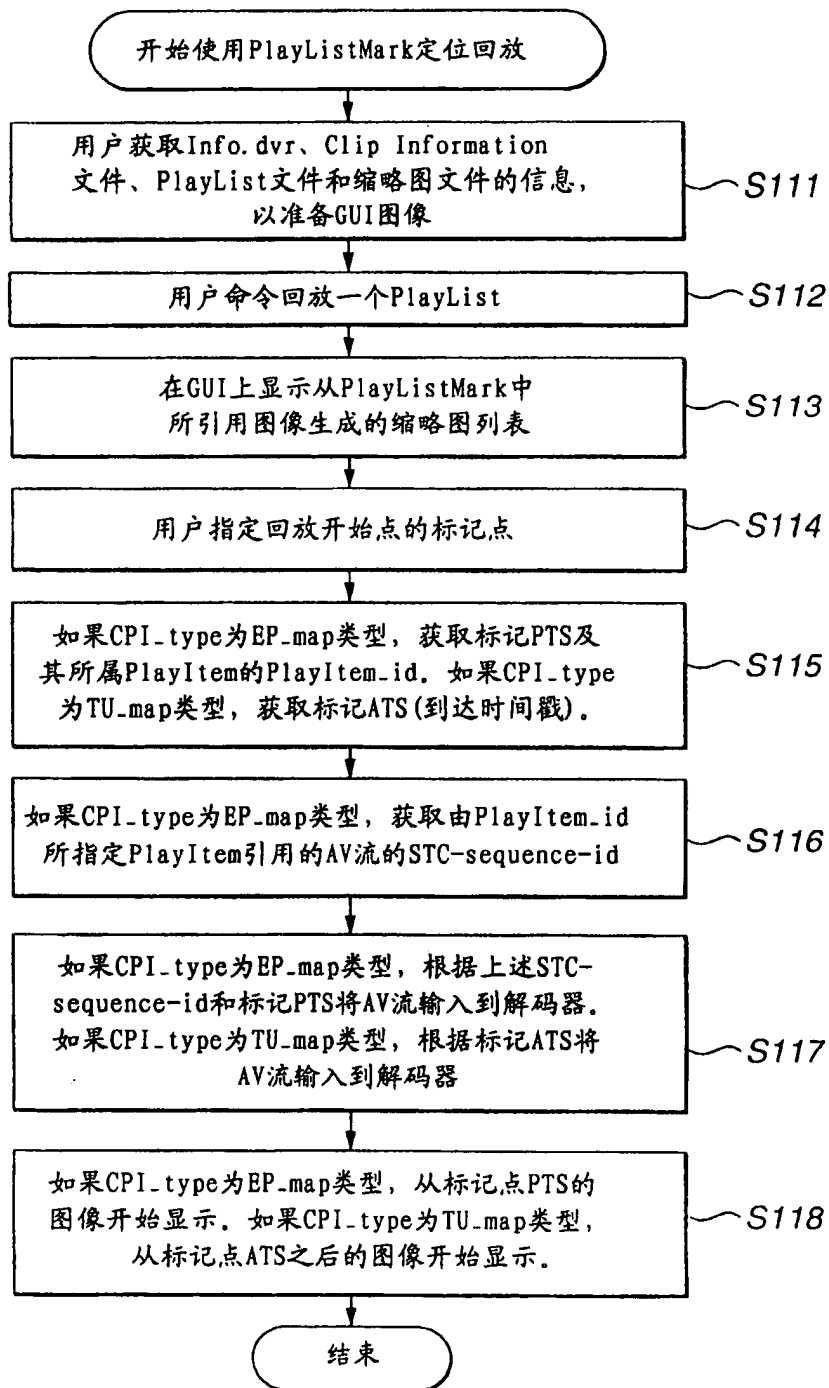 开始使用PlayListMark定位回放
用户获取Info.dvr、Clip Information
文件、PlayList文件和缩略图文件的信息，
以准备GUI图像
S111
用户命令回放一个PlayList
S112
在GUI上显示从PlayListMark中
所引用图像生成的缩略图列表
S113
用户指定回放开始点的标记点
S114
如果CPI_type为EP_map类型，获取标记PTS及
其所属PlayItem的PlayItem_id。如果CPI_type
为TU_map类型，获取标记ATS(到达时间戳)。
S115
如果CPI_type为EP_map类型，获取由PlayItem_id
所指定PlayItem引用的AV流的STC-sequence-id
S116
如果CPI_type为EP_map类型，根据上述STC-
sequence-id和标记PTS将AV流输入到解码器。
如果CPI_type为TU_map类型，根据标记ATS将
AV流输入到解码器
S117
如果CPI_type为EP_map类型，从标记点PTS的
图像开始显示。如果CPI_type为TU_map类型，
从标记点ATS之后的图像开始显示。
S118
结束